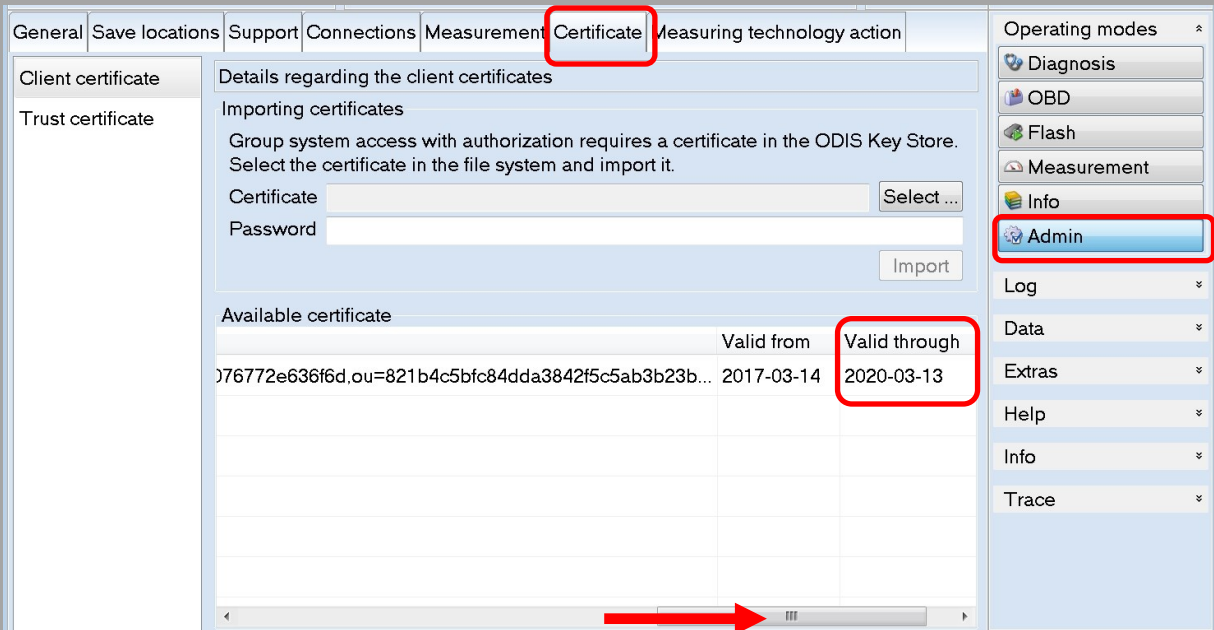 General Save locations Support Connections Measurement Certificate Measuring technology action
Client certificate
Trust certificate
Details regarding the client certificates
Importing certificates
Group system access with authorization requires a certificate in the ODIS Key Store.
Select the certificate in the file system and import it.
Certificate Select ...
Password
Import
Available certificate
Valid from Valid through
076772e636f6d,ou=821b4c5bfc84dda3842f5c5ab3b23b... 2017-03-14 2020-03-13
Operating modes
Diagnosis
OBD
Flash
Measurement
Info
Admin
Log
Data
Extras
Help
Info
Trace